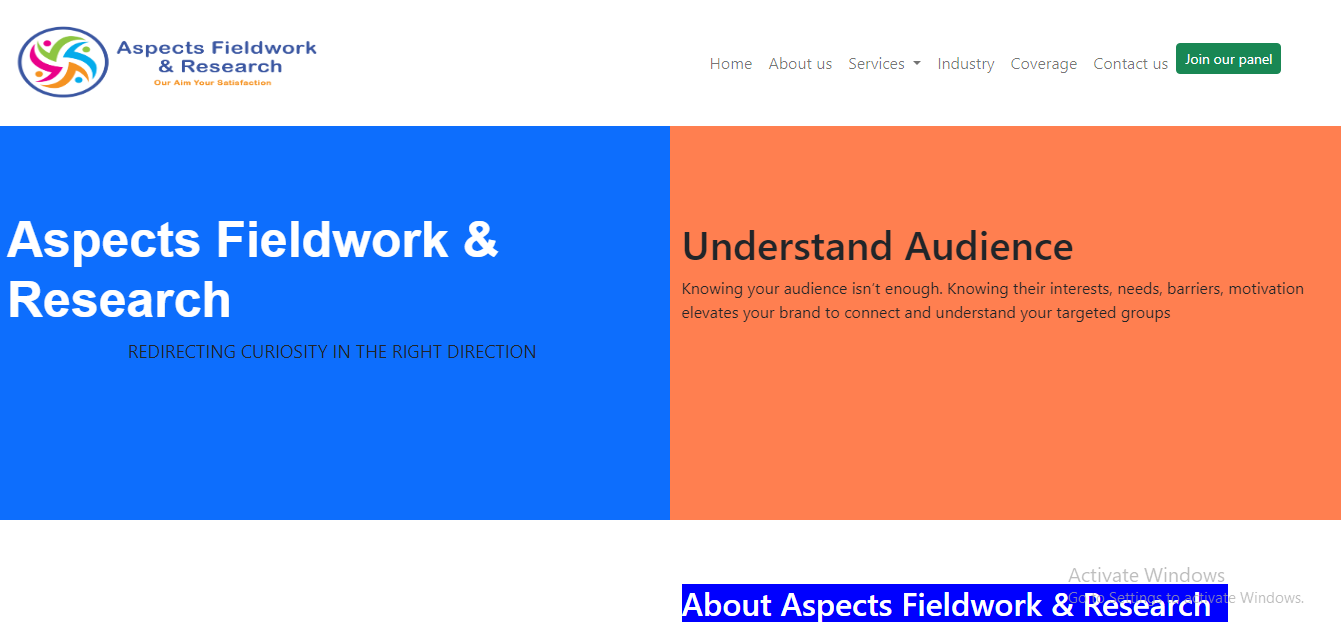 Aspects Fieldwork
& Research
Our Aim Your Satisfaction
Home About us Services Industry Coverage Contact us Join our panel
Aspects Fieldwork &
Research
REDIRECTING CURIOSITY IN THE RIGHT DIRECTION
Understand Audience
Knowing your audience isn't enough. Knowing their interests, needs, barriers, motivation
elevates your brand to connect and understand your targeted groups
Activate Windows
Go to Settings to activate Windows.
About Aspects Fieldwork & Research